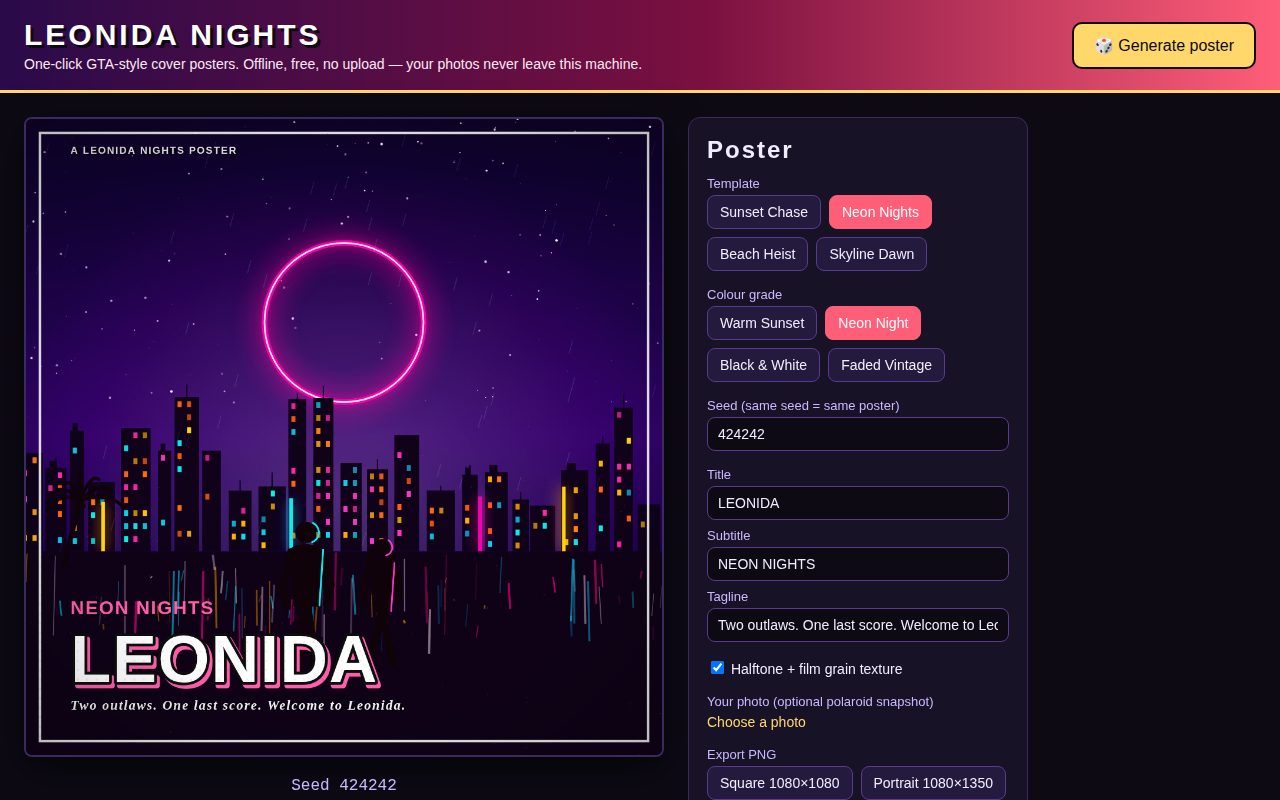 LEONIDA NIGHTS
One-click GTA-style cover posters. Offline, free, no upload — your photos never leave this machine.
🎲 Generate poster
A LEONIDA NIGHTS POSTER
NEON NIGHTS
LEONIDA
Two outlaws. One last score. Welcome to Leonida.
Seed 424242
Poster
Template
Sunset Chase
Neon Nights
Beach Heist
Skyline Dawn
Colour grade
Warm Sunset
Neon Night
Black & White
Faded Vintage
Seed (same seed = same poster)
424242
Title
LEONIDA
Subtitle
NEON NIGHTS
Tagline
Two outlaws. One last score. Welcome to Leo
Halftone + film grain texture
Your photo (optional polaroid snapshot)
Choose a photo
Export PNG
Square 1080×1080
Portrait 1080×1350